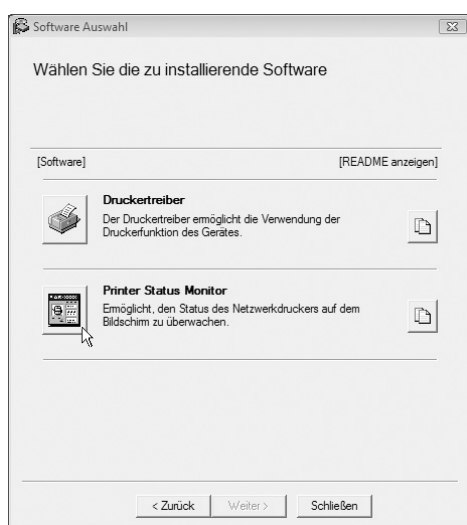 Software Auswahl
Wählen Sie die zu installierende Software
[Software] [README anzeigen]
Druckertreiber
Der Druckertreiber ermöglicht die Verwendung der
Druckerfunktion des Gerätes.
Printer Status Monitor
Ermöglicht, den Status des Netzwerkdruckers auf dem
Bildschirm zu überwachen.
< Zurück Weiter > Schließen